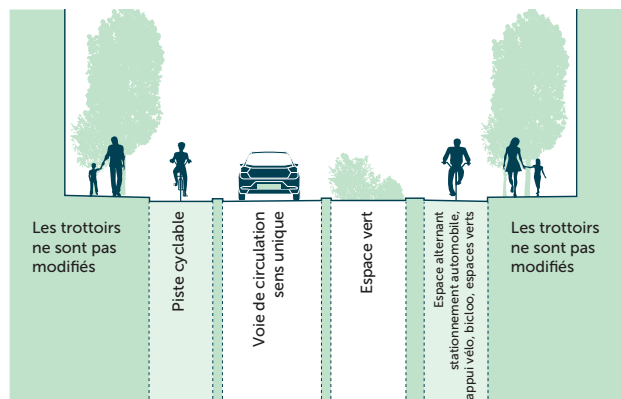 Les trottoirs
ne sont pas
modifiés
Piste cyclable
Voie de circulation
sens unique
Espace vert
Espace alternant
stationnement automobile,
appui vélo, bicloo, espaces verts
Les trottoirs
ne sont pas
modifiés